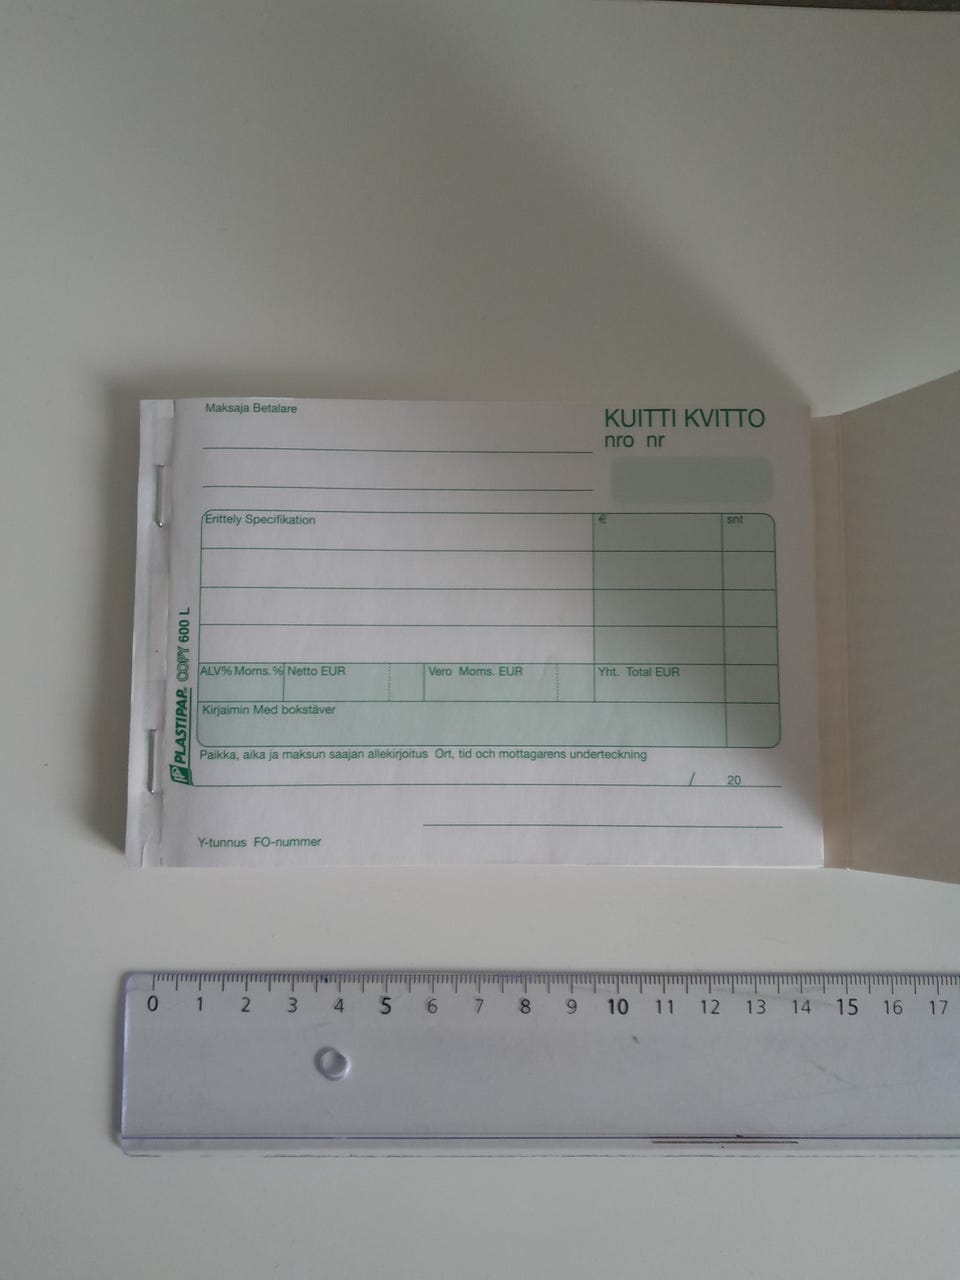 Maksaja Betalare
KUITTI KVITTO
nro nr
Erittely Specifikation € snt
ALV% Moms.% Netto EUR Vero Moms. EUR Yht. Total EUR
Kirjaimin Med bokstäver
Paikka, aika ja maksun saajan allekirjoitus Ort, tid och mottagarens underteckning
/ 20
Y-tunnus FO-nummer
PLASTIPAP COPY 600 L
0 1 2 3 4 5 6 7 8 9 10 11 12 13 14 15 16 17